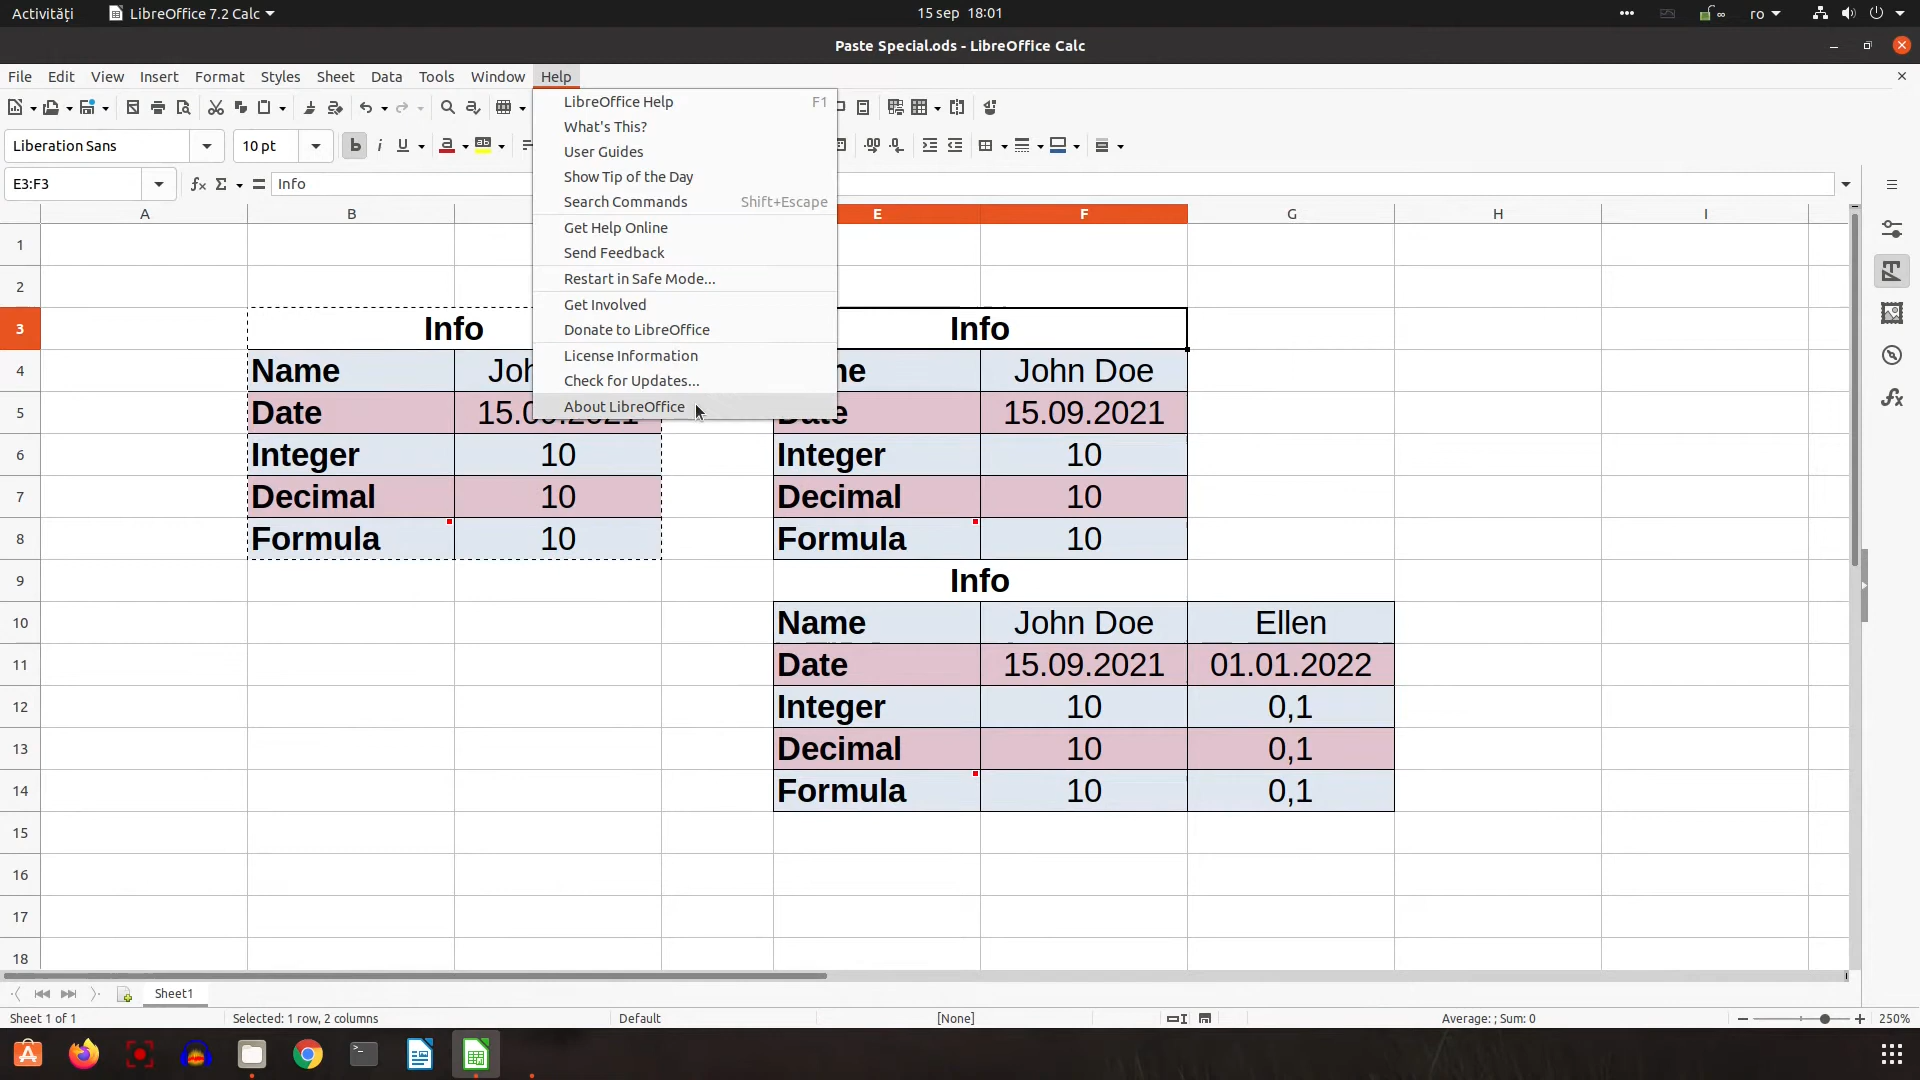 Activități LibreOffice 7.2 Calc 15 sep 18:01 ro
Paste Special.ods - LibreOffice Calc
File Edit View Insert Format Styles Sheet Data Tools Window Help
LibreOffice Help F1
What's This?
User Guides
Show Tip of the Day
Search Commands Shift+Escape
Get Help Online
Send Feedback
Restart in Safe Mode...
Get Involved
Donate to LibreOffice
License Information
Check for Updates...
About LibreOffice
Liberation Sans 10 pt
E3:F3 Info
A B E F G H I
1
2
3 Info Info
4 Name John Doe
5 Date 15.09.2021 Date 15.09.2021
6 Integer 10 Integer 10
7 Decimal 10 Decimal 10
8 Formula 10 Formula 10
9 Info
10 Name John Doe Ellen
11 Date 15.09.2021 01.01.2022
12 Integer 10 0,1
13 Decimal 10 0,1
14 Formula 10 0,1
15
16
17
18
Sheet1
Sheet 1 of 1 Selected: 1 row, 2 columns Default [None] Average: ; Sum: 0 250%